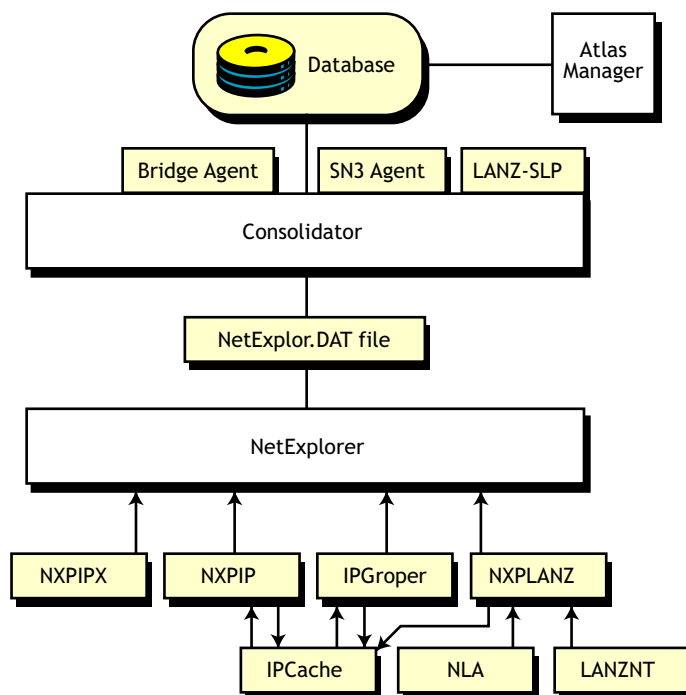 Database
Atlas
Manager
Bridge Agent
SN3 Agent
LANZ-SLP
Consolidator
NetExplor.DAT file
NetExplorer
NXPIPX
NXPIP
IPGroper
NXPLANZ
IPCache
NLA
LANZNT